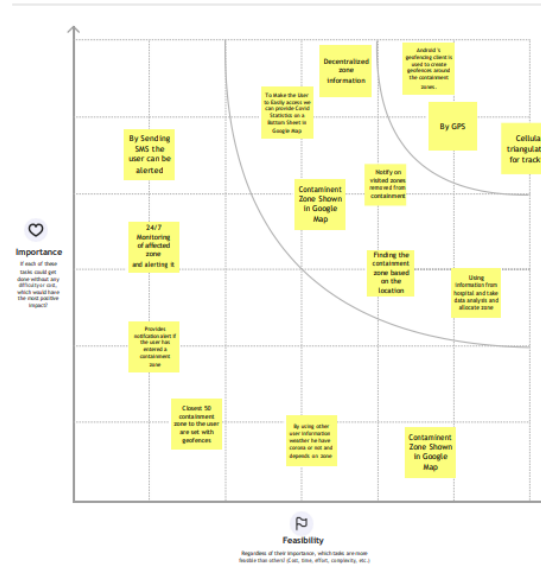 Decentralized
zone
information
Android's
geofencing client is
used to create
geofences around
the containment
zones.
To Make the User
to Easily access we
can provide Covid
Statistics on a
Bottom Sheet in
Google Map
By GPS
By Sending
SMS the
user can be
alerted
Cellula
triangulat
for track
Notify on
visited zones
removed from
containment
Contaminent
Zone Shown
in Google
Map
24/7
Monitoring
of affected
zone
and alerting it
Finding the
containment
zone based
on the
location
Using
information from
hospital and take
data analysis and
allocate zone
Importance
If each of these
tasks could get
done without any
difficulty or cost,
which would have
the most positive
impact?
Provides
notification alert if
the user has
entered a
containment
zone
Closest 50
containment
zone to the user
are set with
geofences
By using other
user information
weather he have
corona or not and
depends on zone
Contaminent
Zone Shown
in Google
Map
Feasibility
Regardless of their importance, which tasks are more
feasible than others? (Cost, time, effort, complexity, etc.)